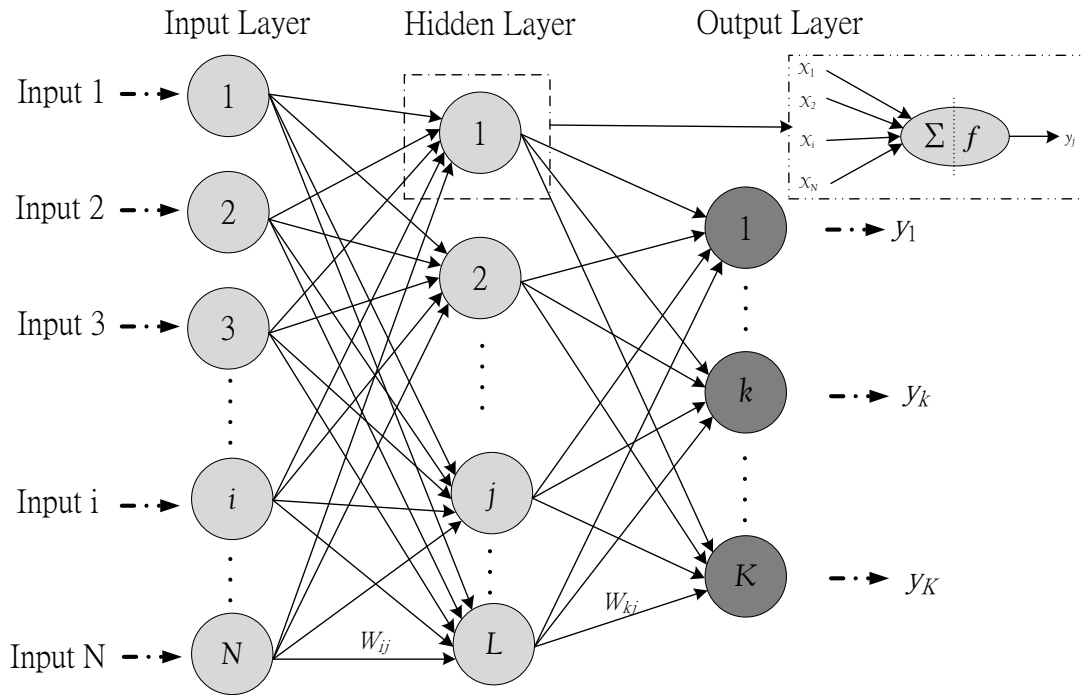 Input Layer
Hidden Layer
Output Layer
Input 1
Input 2
Input 3
Input i
Input N
1
2
3
i
N
1
2
j
L
W_ij
1
k
K
W_kj
x_1
x_2
x_i
x_N
Σ f
y_j
y_1
y_k
y_K